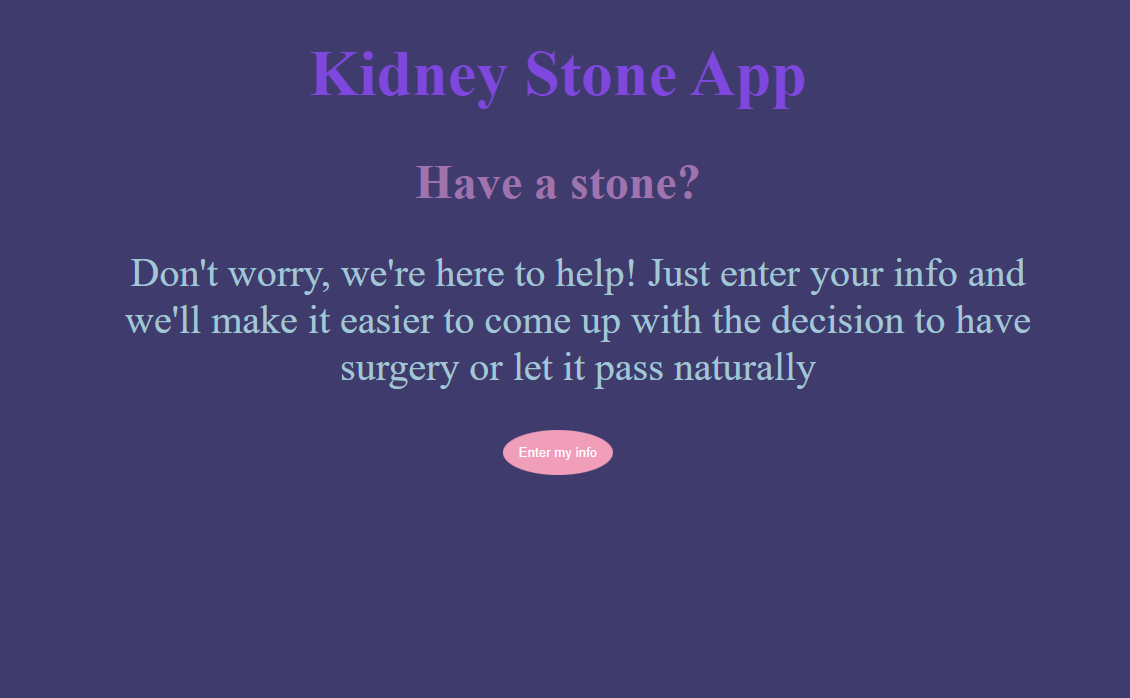 Kidney Stone App
Have a stone?
Don't worry, we're here to help! Just enter your info and
we'll make it easier to come up with the decision to have
surgery or let it pass naturally
Enter my info